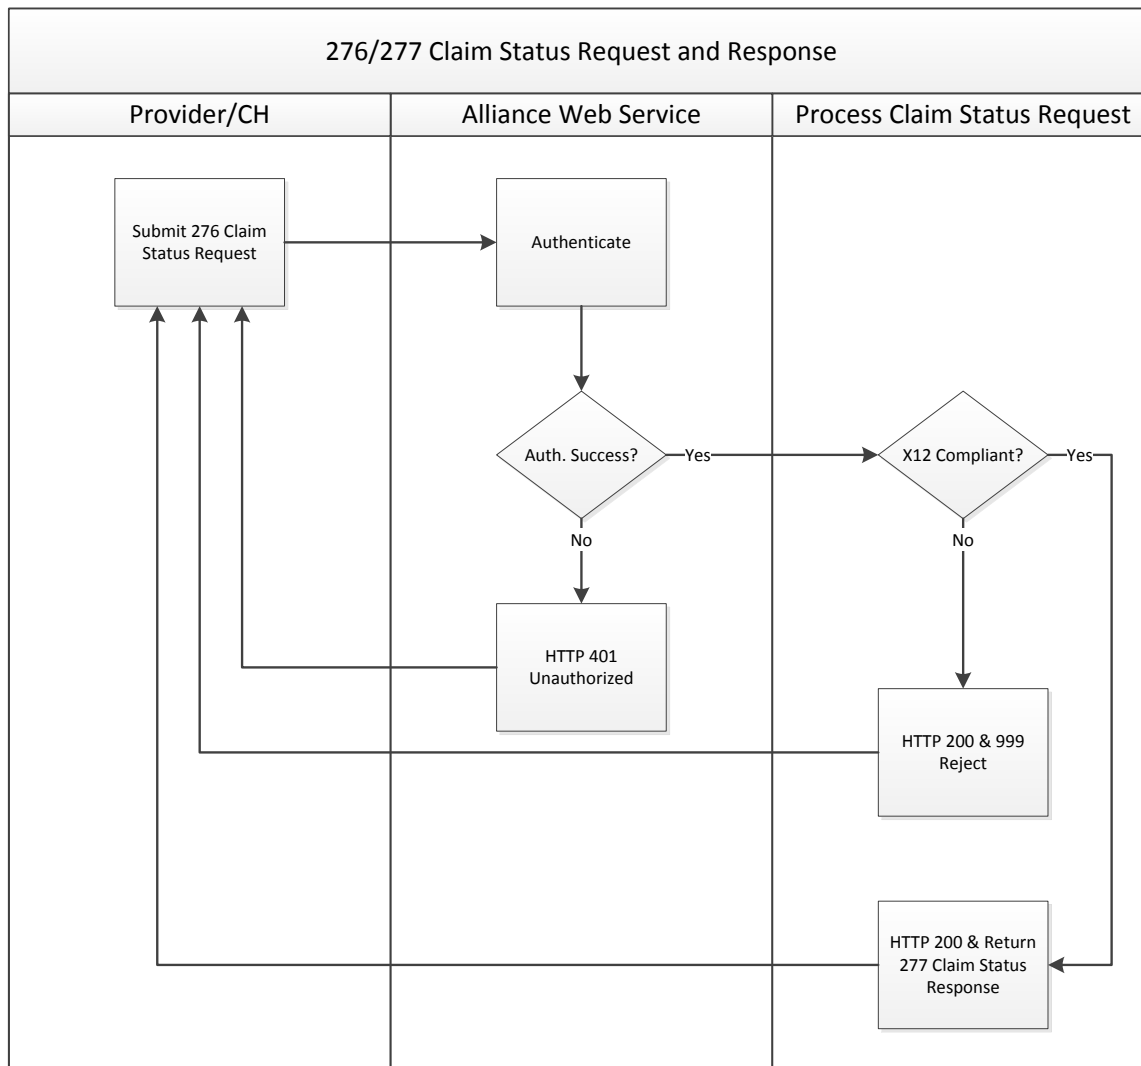 276/277 Claim Status Request and Response
Provider/CH
Alliance Web Service
Process Claim Status Request
Submit 276 Claim
Status Request
Authenticate
Auth. Success?
Yes
X12 Compliant?
Yes
No
No
HTTP 401
Unauthorized
HTTP 200 & 999
Reject
HTTP 200 & Return
277 Claim Status
Response